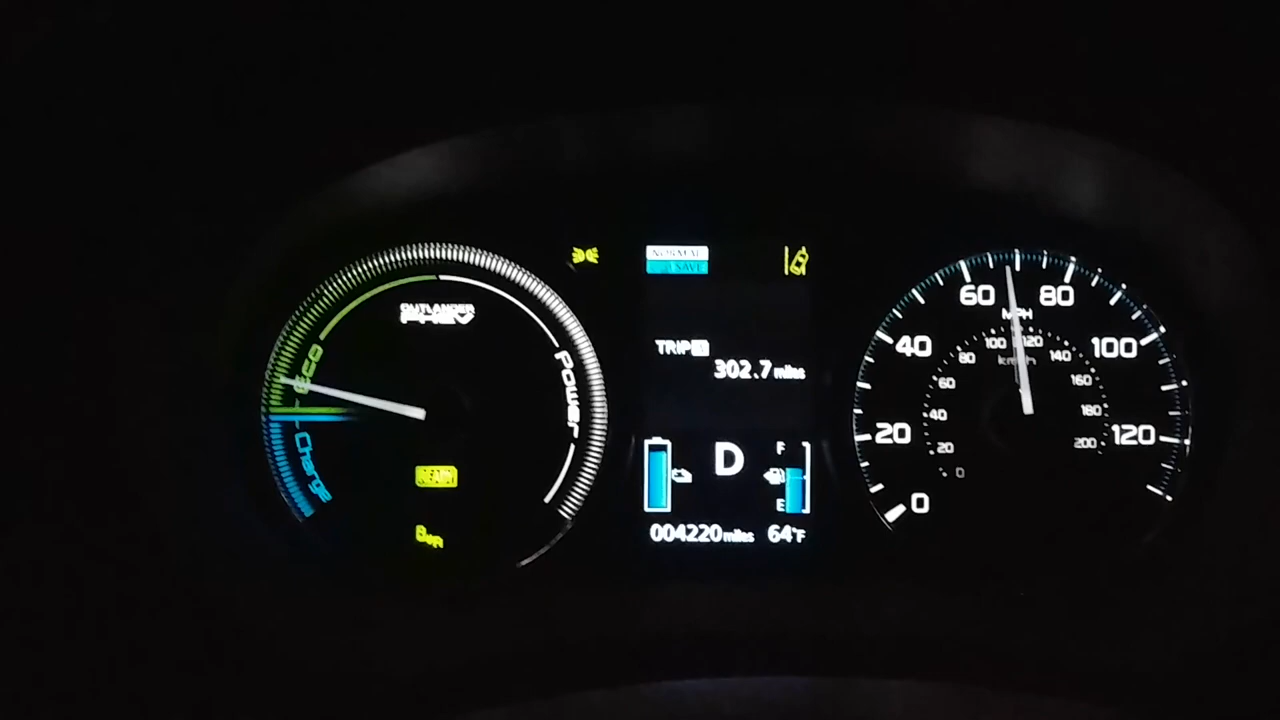 OUTLANDER
PHEV
Eco
Charge
Power
READY
NORMAL
SAVE
TRIP
302.7 miles
D
F
E
004220 miles 64°F
0
20
40
60
80
100
120
MPH
km/h
0
20
40
60
80
100
120
140
160
180
200